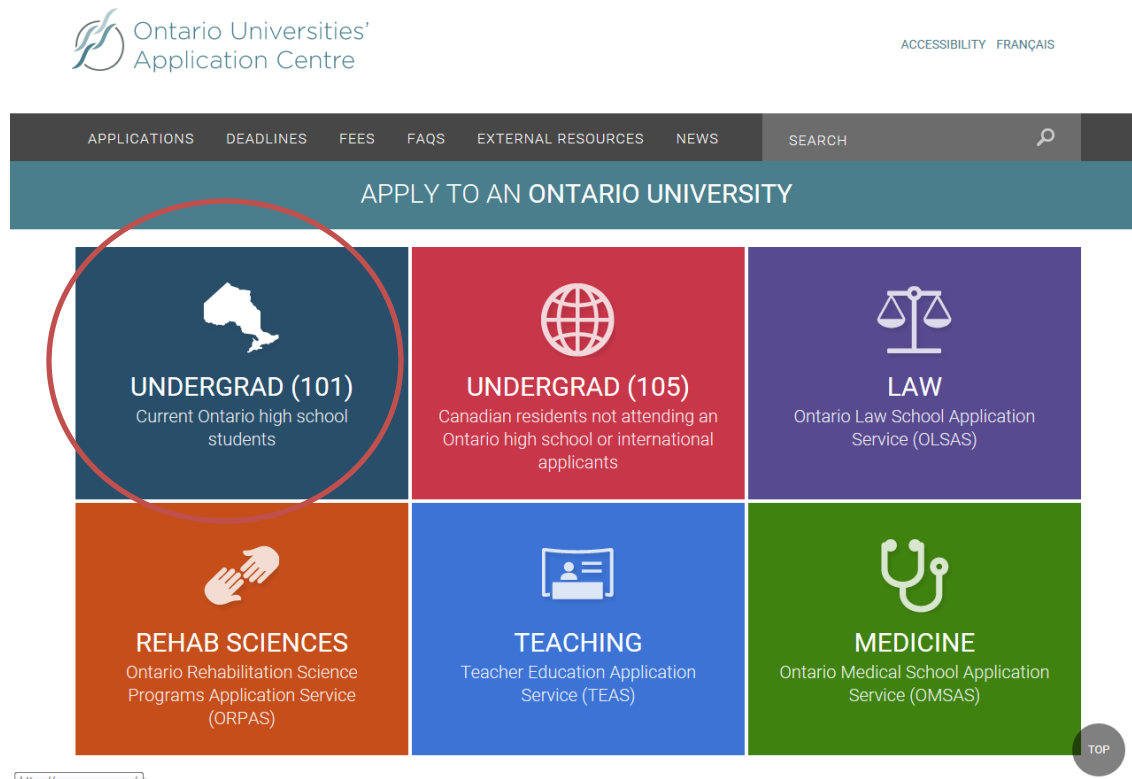 Ontario Universities'
Application Centre
ACCESSIBILITY FRANÇAIS
APPLICATIONS DEADLINES FEES FAQS EXTERNAL RESOURCES NEWS SEARCH
APPLY TO AN ONTARIO UNIVERSITY
UNDERGRAD (101)
Current Ontario high school
students
UNDERGRAD (105)
Canadian residents not attending an
Ontario high school or international
applicants
LAW
Ontario Law School Application
Service (OLSAS)
REHAB SCIENCES
Ontario Rehabilitation Science
Programs Application Service
(ORPAS)
TEACHING
Teacher Education Application
Service (TEAS)
MEDICINE
Ontario Medical School Application
Service (OMSAS)
TOP